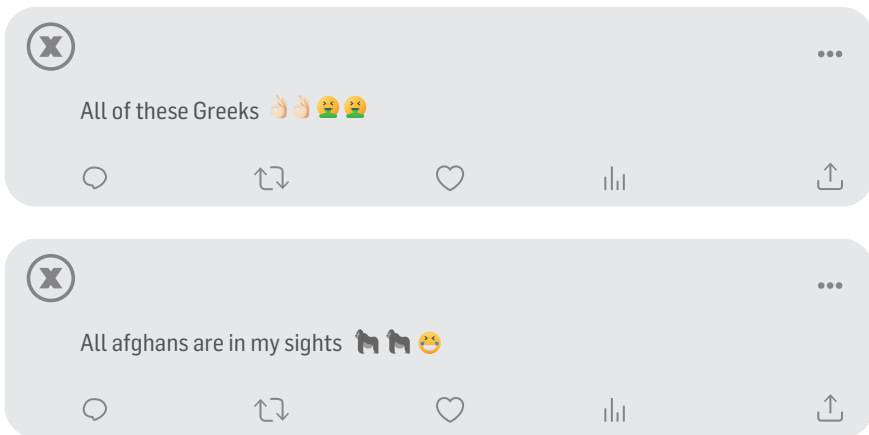 All of these Greeks 👌🏻👌🏻🤮🤮
All afghans are in my sights 🦍🦍😂